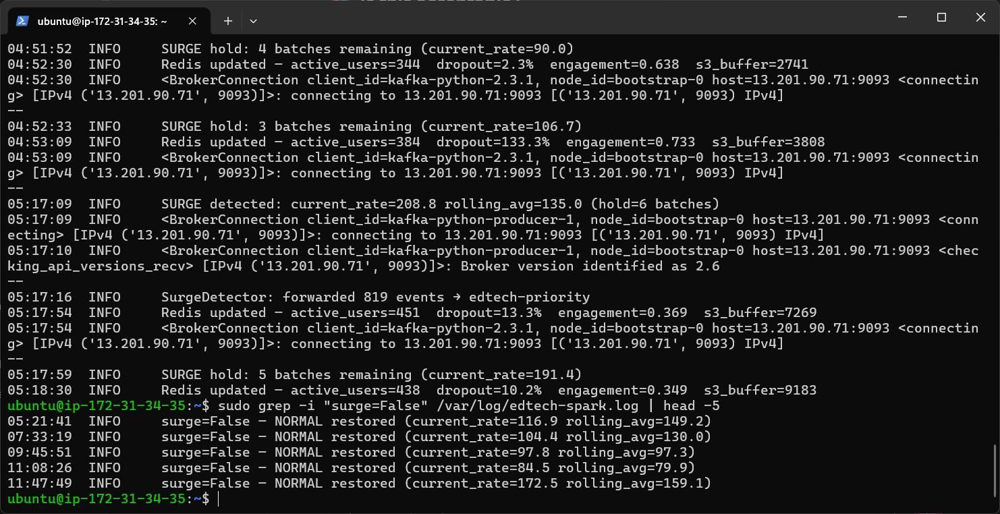 ubuntu@ip-172-31-34-35: ~
04:51:52  INFO     SURGE hold: 4 batches remaining (current_rate=90.0)
04:52:30  INFO     Redis updated — active_users=344  dropout=2.3%  engagement=0.638  s3_buffer=2741
04:52:30  INFO     <BrokerConnection client_id=kafka-python-2.3.1, node_id=bootstrap-0 host=13.201.90.71:9093 <connectin
g> [IPv4 ('13.201.90.71', 9093)]>: connecting to 13.201.90.71:9093 [('13.201.90.71', 9093) IPv4]
--
04:52:33  INFO     SURGE hold: 3 batches remaining (current_rate=106.7)
04:53:09  INFO     Redis updated — active_users=384  dropout=133.3%  engagement=0.733  s3_buffer=3808
04:53:09  INFO     <BrokerConnection client_id=kafka-python-2.3.1, node_id=bootstrap-0 host=13.201.90.71:9093 <connectin
g> [IPv4 ('13.201.90.71', 9093)]>: connecting to 13.201.90.71:9093 [('13.201.90.71', 9093) IPv4]
--
05:17:09  INFO     SURGE detected: current_rate=208.8 rolling_avg=135.0 (hold=6 batches)
05:17:09  INFO     <BrokerConnection client_id=kafka-python-producer-1, node_id=bootstrap-0 host=13.201.90.71:9093 <conn
ecting> [IPv4 ('13.201.90.71', 9093)]>: connecting to 13.201.90.71:9093 [('13.201.90.71', 9093) IPv4]
05:17:10  INFO     <BrokerConnection client_id=kafka-python-producer-1, node_id=bootstrap-0 host=13.201.90.71:9093 <chec
king_api_versions_recv> [IPv4 ('13.201.90.71', 9093)]>: Broker version identified as 2.6
--
05:17:16  INFO     SurgeDetector: forwarded 819 events → edtech-priority
05:17:54  INFO     Redis updated — active_users=451  dropout=13.3%  engagement=0.369  s3_buffer=7269
05:17:54  INFO     <BrokerConnection client_id=kafka-python-2.3.1, node_id=bootstrap-0 host=13.201.90.71:9093 <connectin
g> [IPv4 ('13.201.90.71', 9093)]>: connecting to 13.201.90.71:9093 [('13.201.90.71', 9093) IPv4]
--
05:17:59  INFO     SURGE hold: 5 batches remaining (current_rate=191.4)
05:18:30  INFO     Redis updated — active_users=438  dropout=10.2%  engagement=0.349  s3_buffer=9183
ubuntu@ip-172-31-34-35:~$ sudo grep -i "surge=False" /var/log/edtech-spark.log | head -5
05:21:41  INFO     surge=False — NORMAL restored (current_rate=116.9 rolling_avg=149.2)
07:33:19  INFO     surge=False — NORMAL restored (current_rate=104.4 rolling_avg=130.0)
09:45:51  INFO     surge=False — NORMAL restored (current_rate=97.8 rolling_avg=97.3)
11:08:26  INFO     surge=False — NORMAL restored (current_rate=84.5 rolling_avg=79.9)
11:47:49  INFO     surge=False — NORMAL restored (current_rate=172.5 rolling_avg=159.1)
ubuntu@ip-172-31-34-35:~$